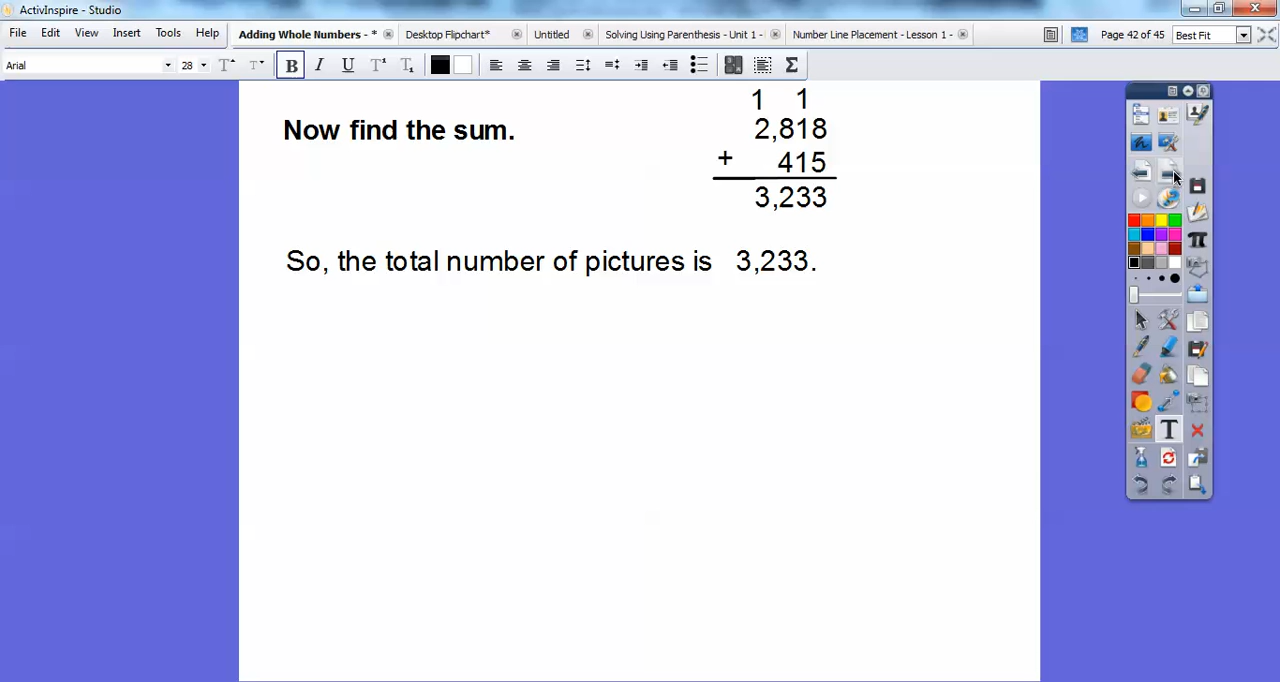 ActivInspire - Studio
File Edit View Insert Tools Help
Adding Whole Numbers - * Desktop Flipchart* Untitled Solving Using Parenthesis - Unit 1 - Number Line Placement - Lesson 1 - Page 42 of 45 Best Fit
Arial 28 B I U T T Σ
1 1
Now find the sum. 2,818
+ 415
3,233
So, the total number of pictures is 3,233.
T